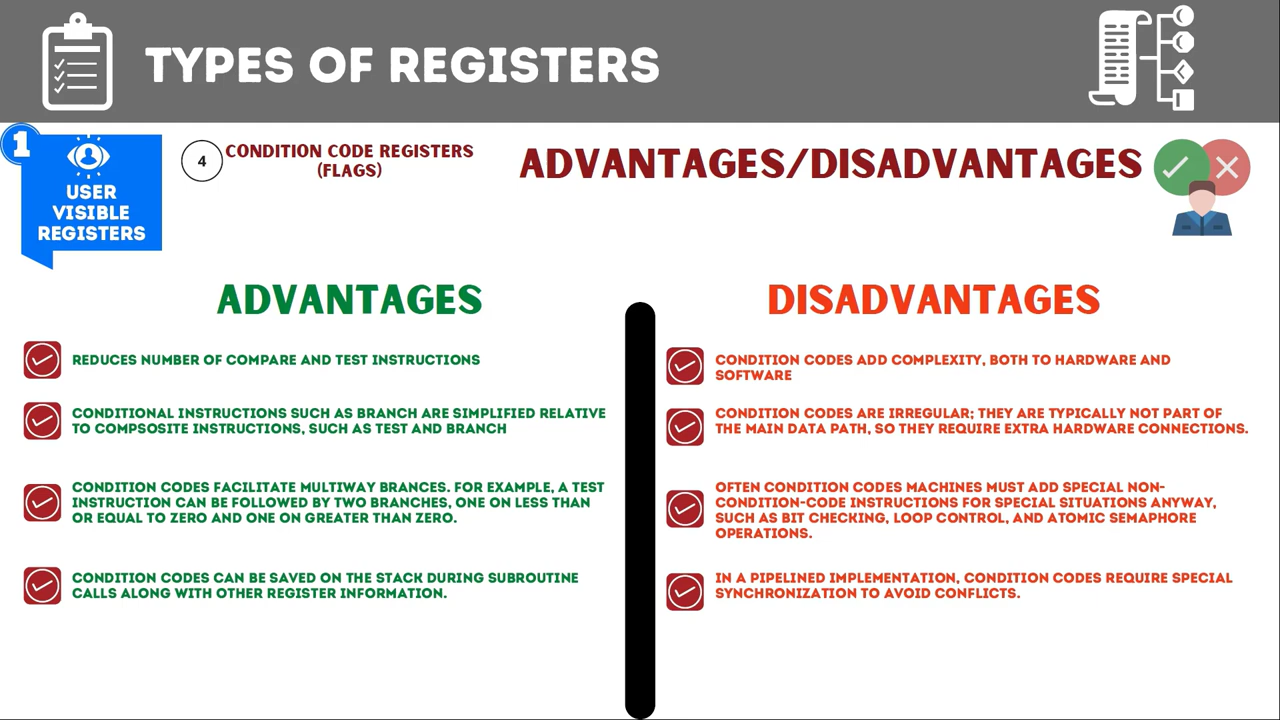 TYPES OF REGISTERS
1
USER
VISIBLE
REGISTERS
4
CONDITION CODE REGISTERS
(FLAGS)
ADVANTAGES/DISADVANTAGES
ADVANTAGES
REDUCES NUMBER OF COMPARE AND TEST INSTRUCTIONS
CONDITIONAL INSTRUCTIONS SUCH AS BRANCH ARE SIMPLIFIED RELATIVE
TO COMPSOSITE INSTRUCTIONS, SUCH AS TEST AND BRANCH
CONDITION CODES FACILITATE MULTIWAY BRANCES. FOR EXAMPLE, A TEST
INSTRUCTION CAN BE FOLLOWED BY TWO BRANCHES, ONE ON LESS THAN
OR EQUAL TO ZERO AND ONE ON GREATER THAN ZERO.
CONDITION CODES CAN BE SAVED ON THE STACK DURING SUBROUTINE
CALLS ALONG WITH OTHER REGISTER INFORMATION.
DISADVANTAGES
CONDITION CODES ADD COMPLEXITY, BOTH TO HARDWARE AND
SOFTWARE
CONDITION CODES ARE IRREGULAR; THEY ARE TYPICALLY NOT PART OF
THE MAIN DATA PATH, SO THEY REQUIRE EXTRA HARDWARE CONNECTIONS.
OFTEN CONDITION CODES MACHINES MUST ADD SPECIAL NON-
CONDITION-CODE INSTRUCTIONS FOR SPECIAL SITUATIONS ANYWAY,
SUCH AS BIT CHECKING, LOOP CONTROL, AND ATOMIC SEMAPHORE
OPERATIONS.
IN A PIPELINED IMPLEMENTATION, CONDITION CODES REQUIRE SPECIAL
SYNCHRONIZATION TO AVOID CONFLICTS.